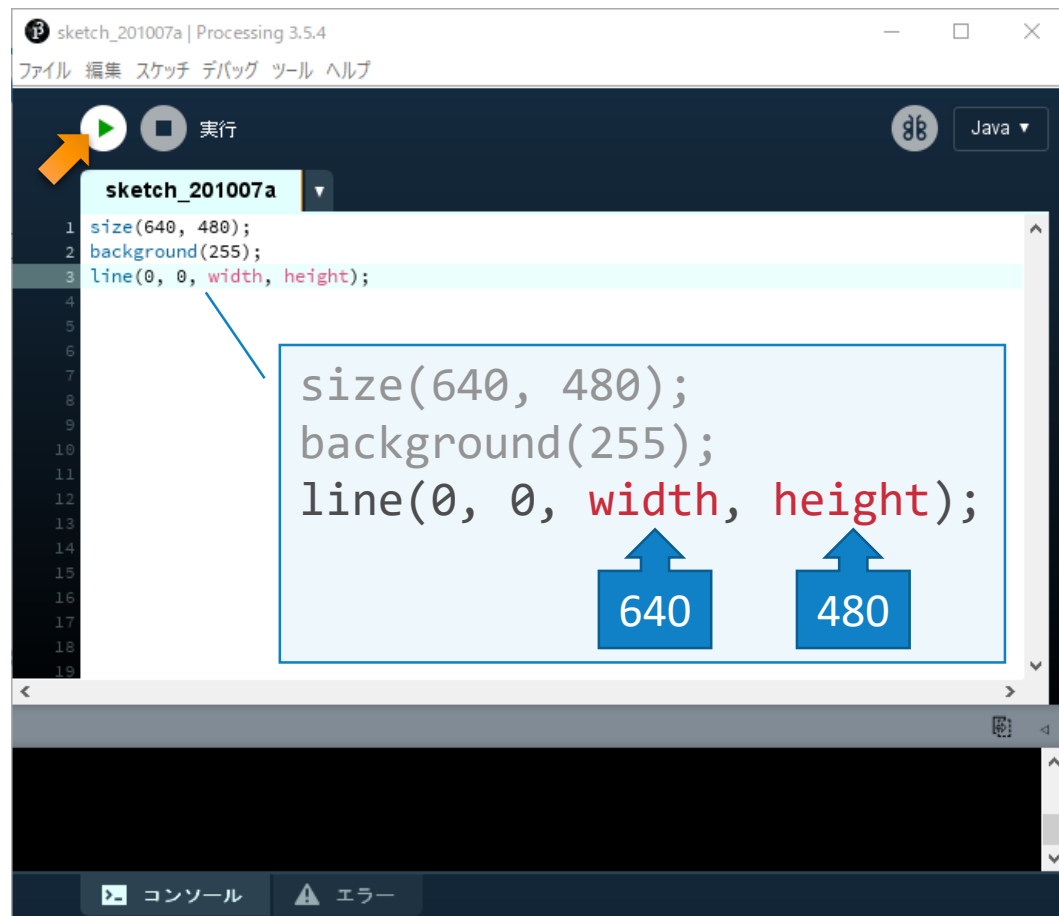 sketch_201007a | Processing 3.5.4
ファイル 編集 スケッチ デバッグ ツール ヘルプ
実行
Java ▼
sketch_201007a ▼
1 size(640, 480);
2 background(255);
3 line(0, 0, width, height);
4
5
6
7
8
9
10
11
12
13
14
15
16
17
18
19
size(640, 480);
background(255);
line(0, 0, width, height);
640 480
コンソール エラー